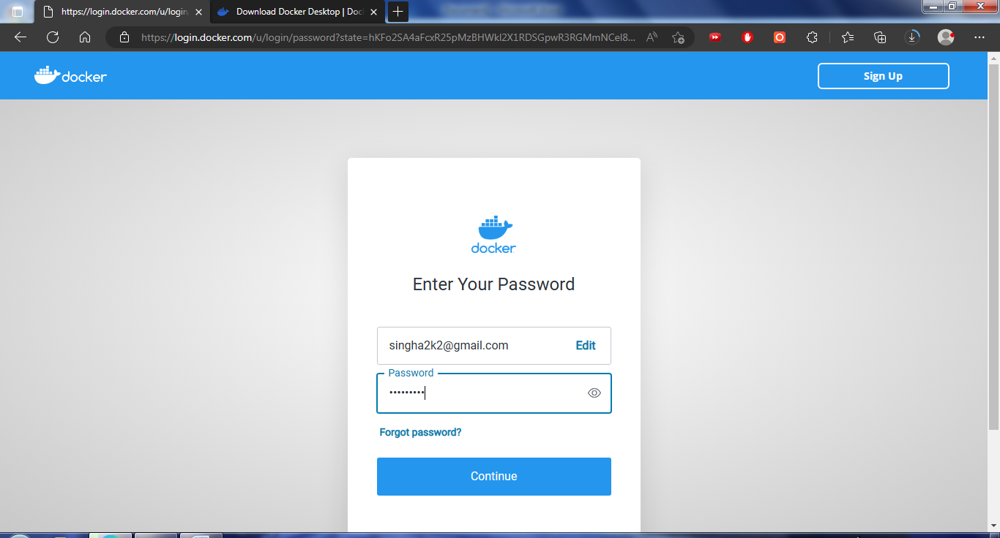 https://login.docker.com/u/login
Download Docker Desktop | Doc
https://login.docker.com/u/login/password?state=hKFo2SA4aFcxR25pMzBHWkl2X1RDSGpwR3RGMmNCel8...
docker
Sign Up
docker
Enter Your Password
singha2k2@gmail.com
Edit
Password
•••••••••
Forgot password?
Continue